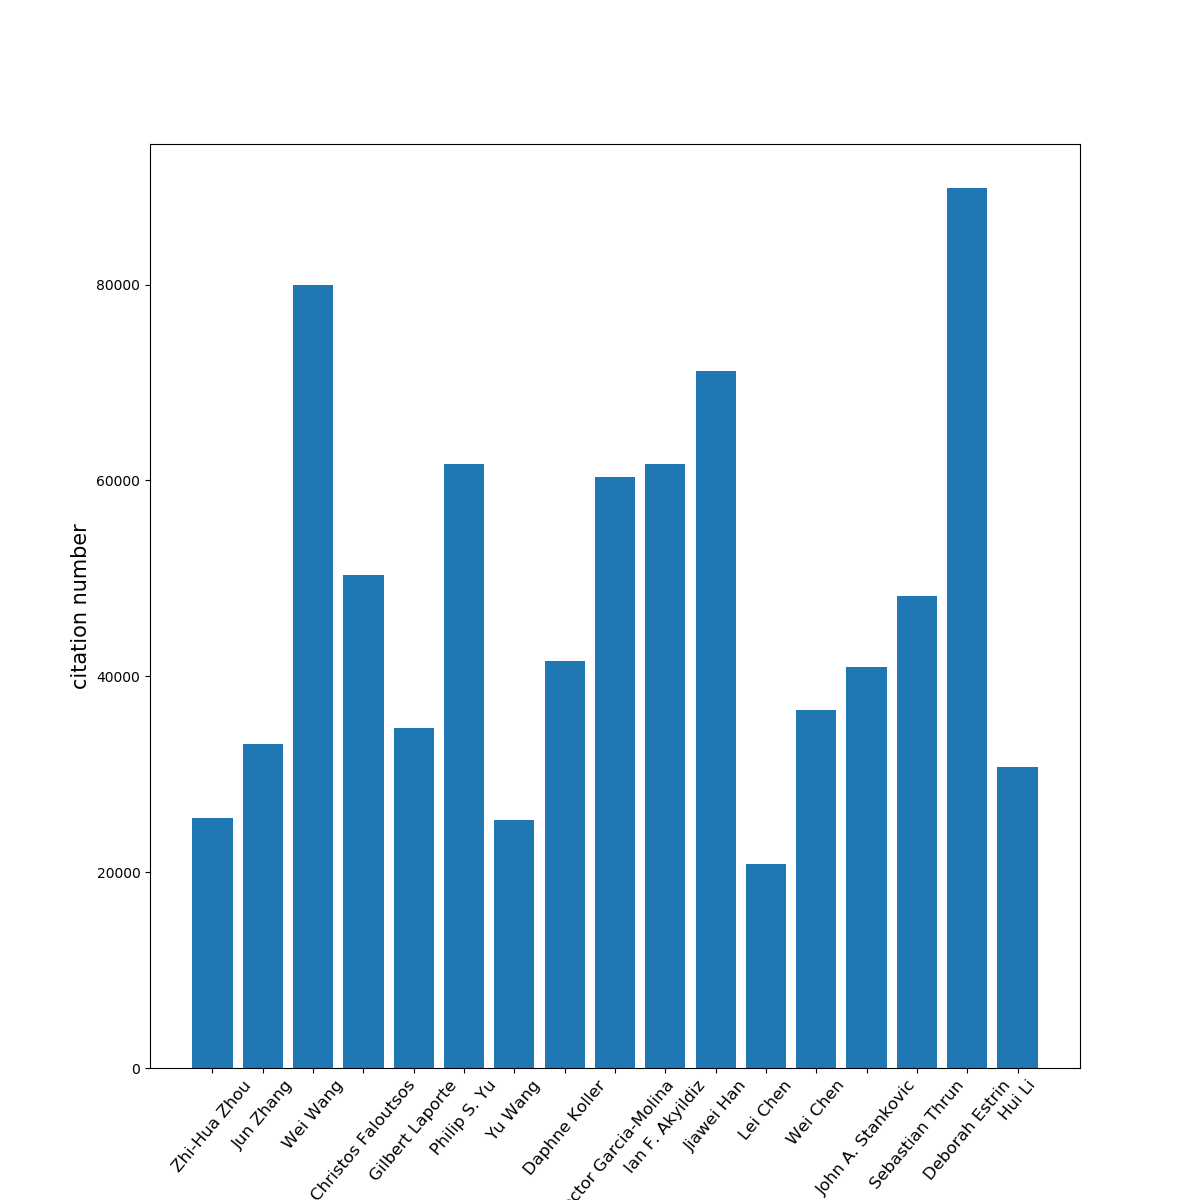 citation number
80000
60000
40000
20000
0
Zhi-Hua Zhou
Jun Zhang
Wei Wang
Christos Faloutsos
Gilbert Laporte
Philip S. Yu
Yu Wang
Daphne Koller
Garcia-Molina
Ian F. Akyildiz
Jiawei Han
Lei Chen
Wei Chen
John A. Stankovic
Sebastian Thrun
Deborah Estrin
Hui Li